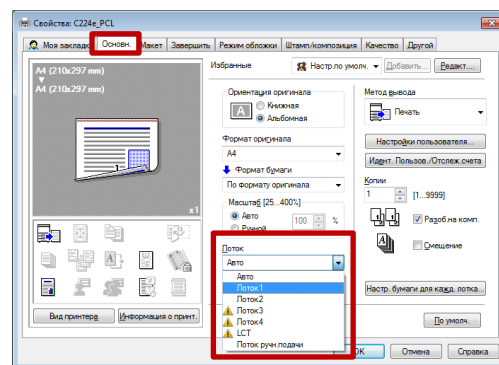 Свойства: C224e_PCL
Моя закладка Основн. Макет Завершить Режим обложки Штамп/композиция Качество Другой
A4 (210x297 mm)
A4 (210x297 mm)
1
x1
Вид принтера Информация о принт.
Избранные Настр.по умолч. Добавить... Редакт....
Ориентация оригинала
A
Книжная
Альбомная
Формат оригинала
A4
Формат бумаги
По формату оригинала
Масштаб [25...400%]
Авто
Ручной
100 %
Поток
Авто
Авто
Поток1
Поток2
Поток3
Поток4
LCT
Поток ручн.подачи
Метод вывода
Печать
Настройки пользователя...
Идент. Пользов./Отслеж.счета
Копии
1 [1...9999]
Разоб.на комп.
Смещение
Настр. бумаги для кажд. лотка...
По умолч.
OK Отмена Справка